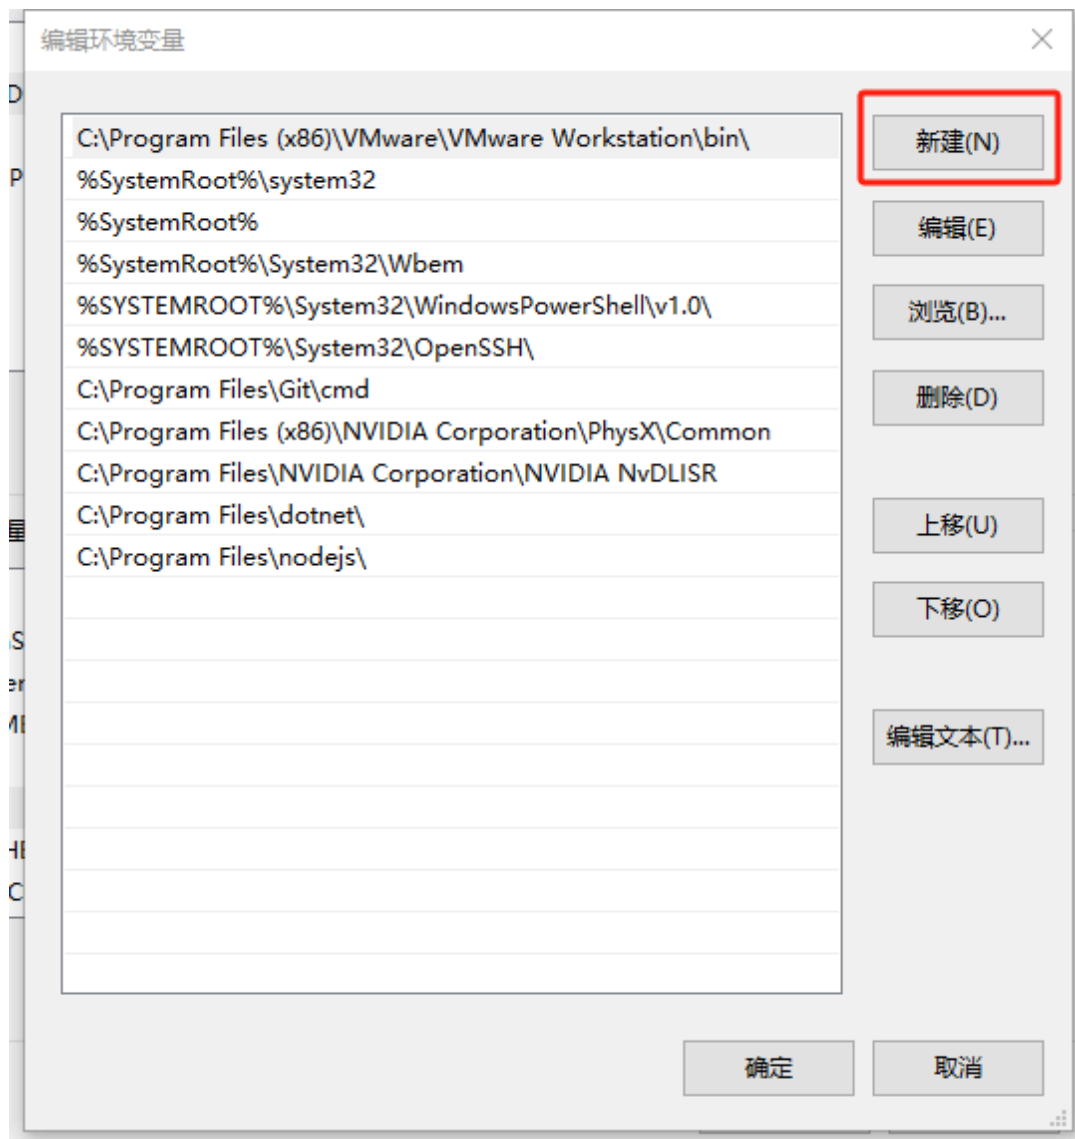 编辑环境变量
C:\Program Files (x86)\VMware\VMware Workstation\bin\
%SystemRoot%\system32
%SystemRoot%
%SystemRoot%\System32\Wbem
%SYSTEMROOT%\System32\WindowsPowerShell\v1.0\
%SYSTEMROOT%\System32\OpenSSH\
C:\Program Files\Git\cmd
C:\Program Files (x86)\NVIDIA Corporation\PhysX\Common
C:\Program Files\NVIDIA Corporation\NVIDIA NvDLISR
C:\Program Files\dotnet\
C:\Program Files\nodejs\
新建(N)
编辑(E)
浏览(B)...
删除(D)
上移(U)
下移(O)
编辑文本(T)...
确定
取消